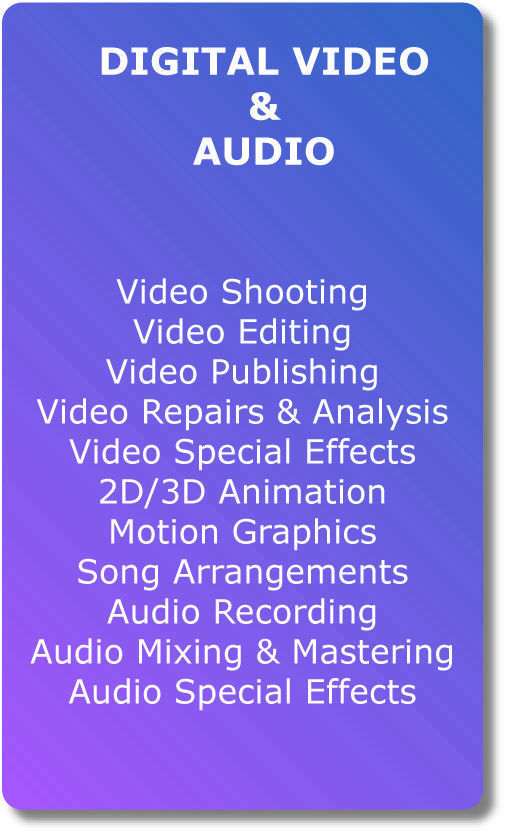 DIGITAL VIDEO
&
AUDIO
Video Shooting
Video Editing
Video Publishing
Video Repairs & Analysis
Video Special Effects
2D/3D Animation
Motion Graphics
Song Arrangements
Audio Recording
Audio Mixing & Mastering
Audio Special Effects